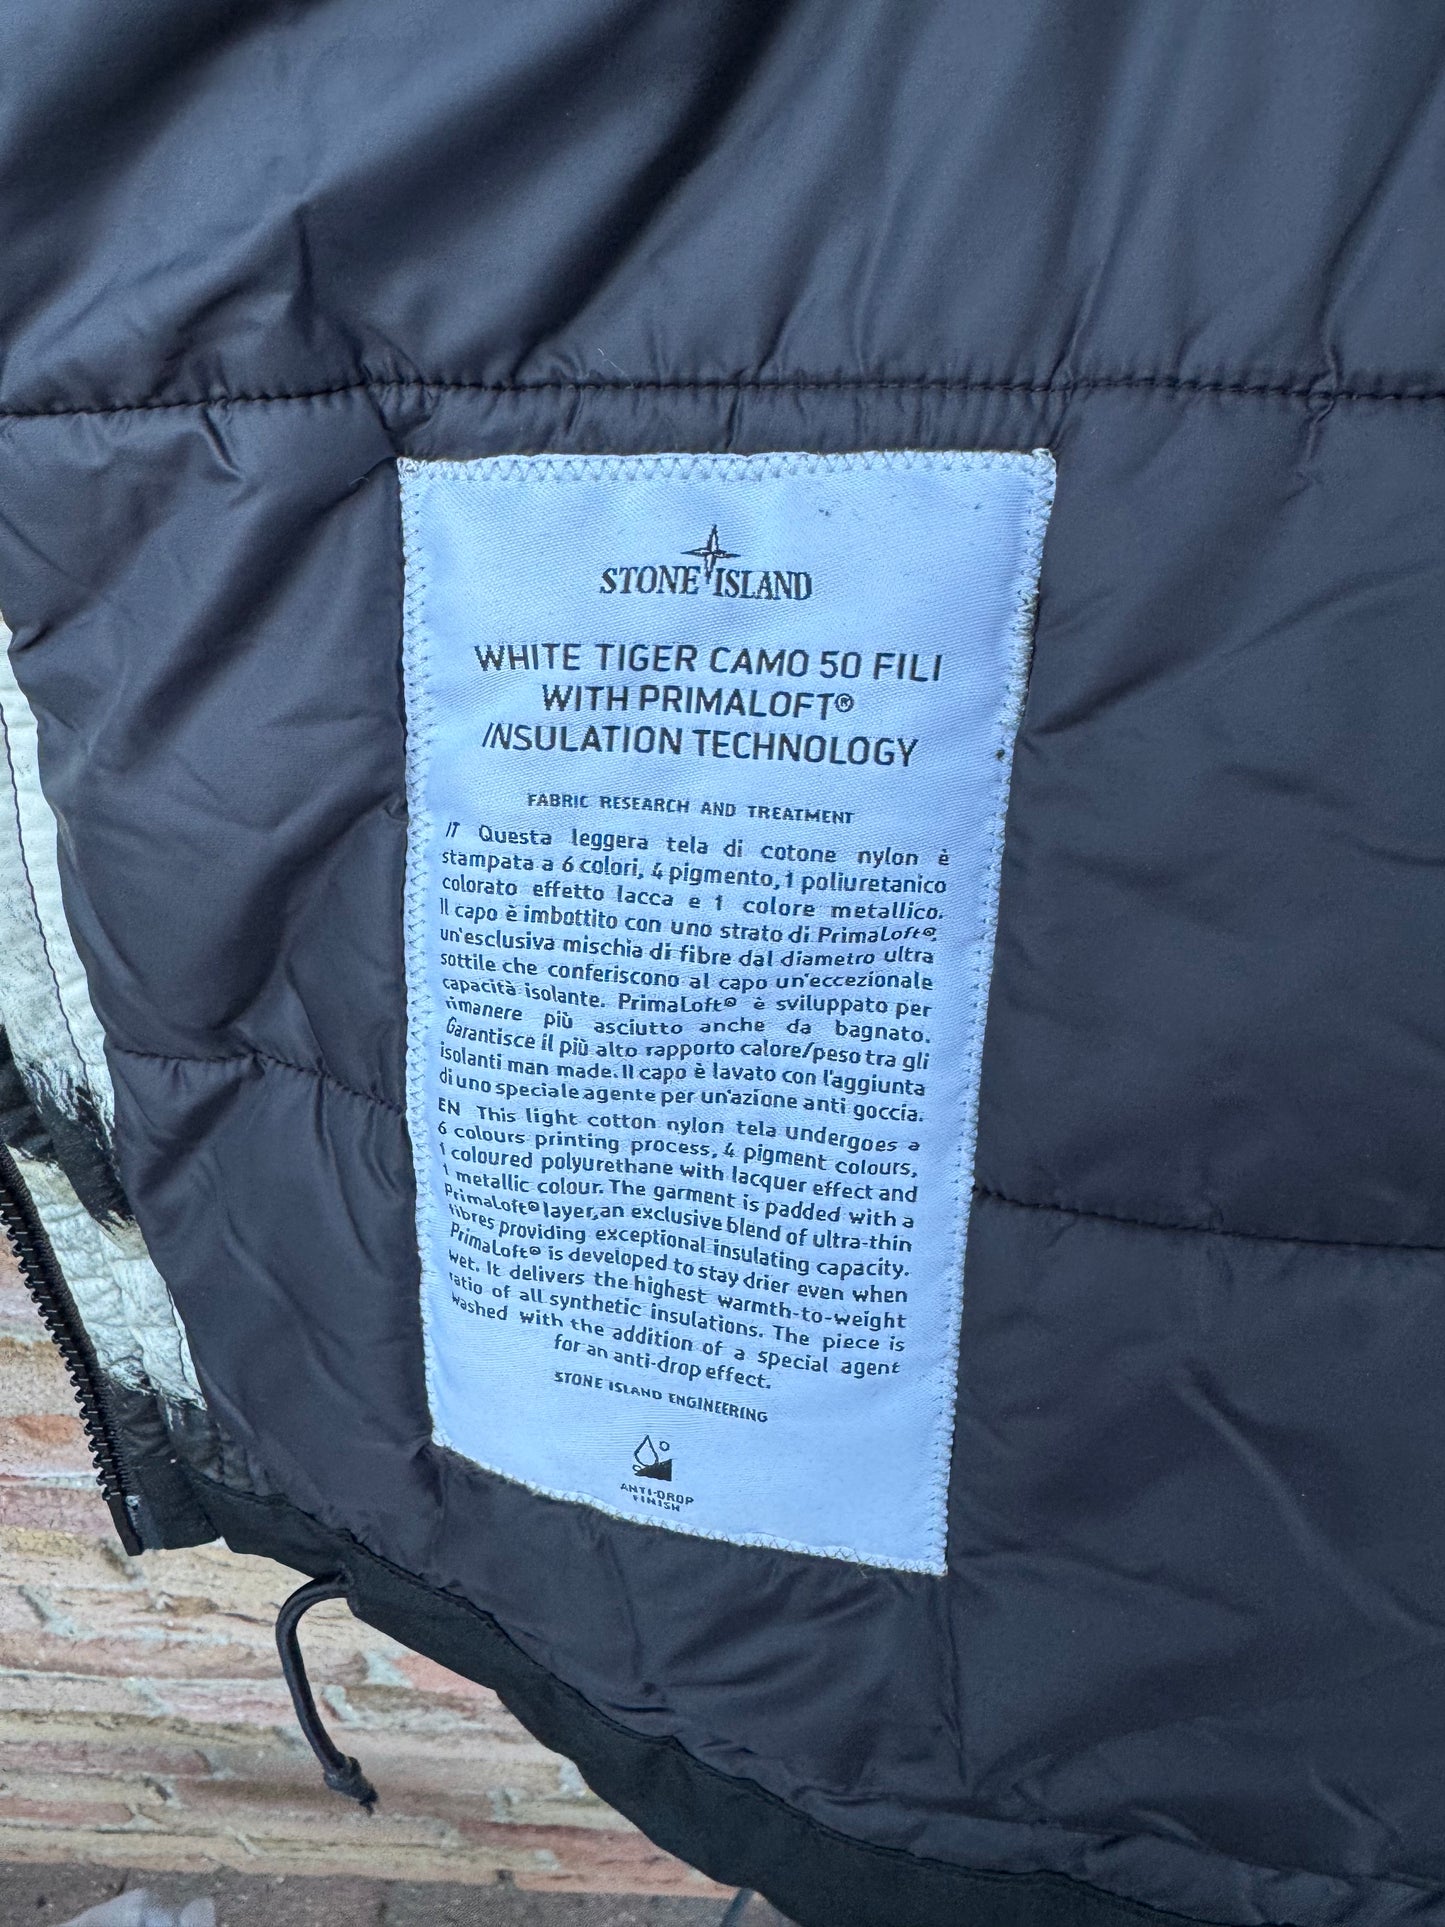 STONE ISLAND
WHITE TIGER CAMO 50 FILI
WITH PRIMALOFT®
INSULATION TECHNOLOGY
FABRIC RESEARCH AND TREATMENT
IT Questa leggera tela di cotone nylon è
stampata a 6 colori, 4 pigmento, 1 poliuretanico
colorato effetto lacca e 1 colore metallico.
Il capo è imbottito con uno strato di PrimaLoft®,
un'esclusiva mischia di fibre dal diametro ultra
sottile che conferiscono al capo un'eccezionale
capacità isolante. PrimaLoft® è sviluppato per
rimanere più asciutto anche da bagnato.
Garantisce il più alto rapporto calore/peso tra gli
isolanti man made. Il capo è lavato con l'aggiunta
di uno speciale agente per un'azione anti goccia.
EN This light cotton nylon tela undergoes a
6 colours printing process, 4 pigment colours,
1 coloured polyurethane with lacquer effect and
1 metallic colour. The garment is padded with a
PrimaLoft® layer, an exclusive blend of ultra-thin
fibres providing exceptional insulating capacity.
PrimaLoft® is developed to stay drier even when
wet. It delivers the highest warmth-to-weight
ratio of all synthetic insulations. The piece is
washed with the addition of a special agent
for an anti-drop effect.
STONE ISLAND ENGINEERING
ANTI-DROP
FINISH